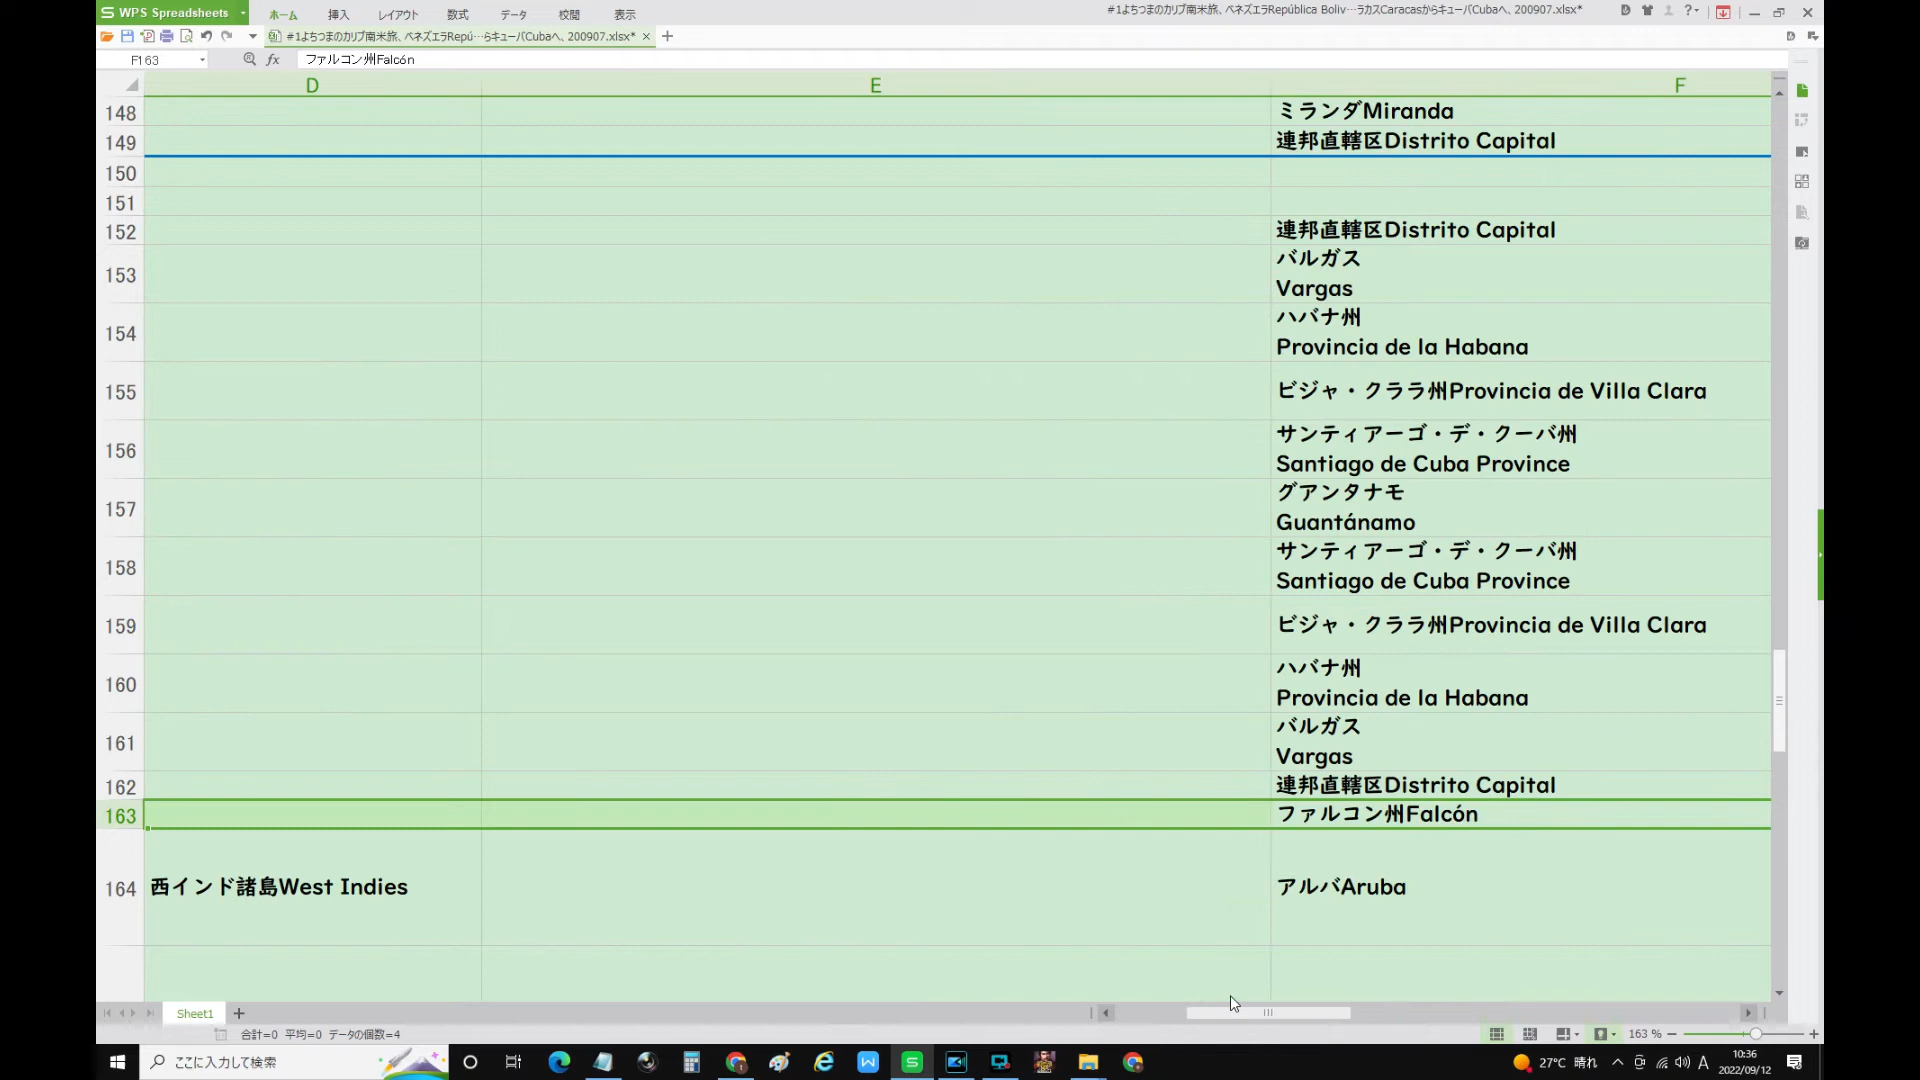 WPS Spreadsheets
ホーム 挿入 レイアウト 数式 データ 校閲 表示
#1よちつまのカリブ南米旅、ベネズエラRepública Boliv…ラカスCaracasからキューバCubaへ、200907.xlsx*
#1よちつまのカリブ南米旅、ベネズエラRepú…らキューバCubaへ、200907.xlsx*
F163 fx ファルコン州Falcón
D E F
148 ミランダMiranda
149 連邦直轄区Distrito Capital
150
151
152 連邦直轄区Distrito Capital
153 バルガス
Vargas
154 ハバナ州
Provincia de la Habana
155 ビジャ・クララ州Provincia de Villa Clara
156 サンティアーゴ・デ・クーバ州
Santiago de Cuba Province
157 グアンタナモ
Guantánamo
158 サンティアーゴ・デ・クーバ州
Santiago de Cuba Province
159 ビジャ・クララ州Provincia de Villa Clara
160 ハバナ州
Provincia de la Habana
161 バルガス
Vargas
162 連邦直轄区Distrito Capital
163 ファルコン州Falcón
164 西インド諸島West Indies アルバAruba
Sheet1
合計=0 平均=0 データの個数=4 163 %
ここに入力して検索 27°C 晴れ A 10:36
2022/09/12